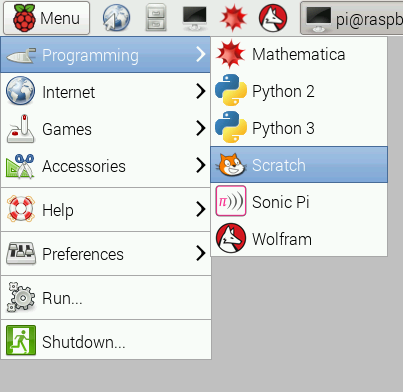 Menu
pi@raspb
Programming
Internet
Games
Accessories
Help
Preferences
Run...
Shutdown...
Mathematica
Python 2
Python 3
Scratch
Sonic Pi
Wolfram